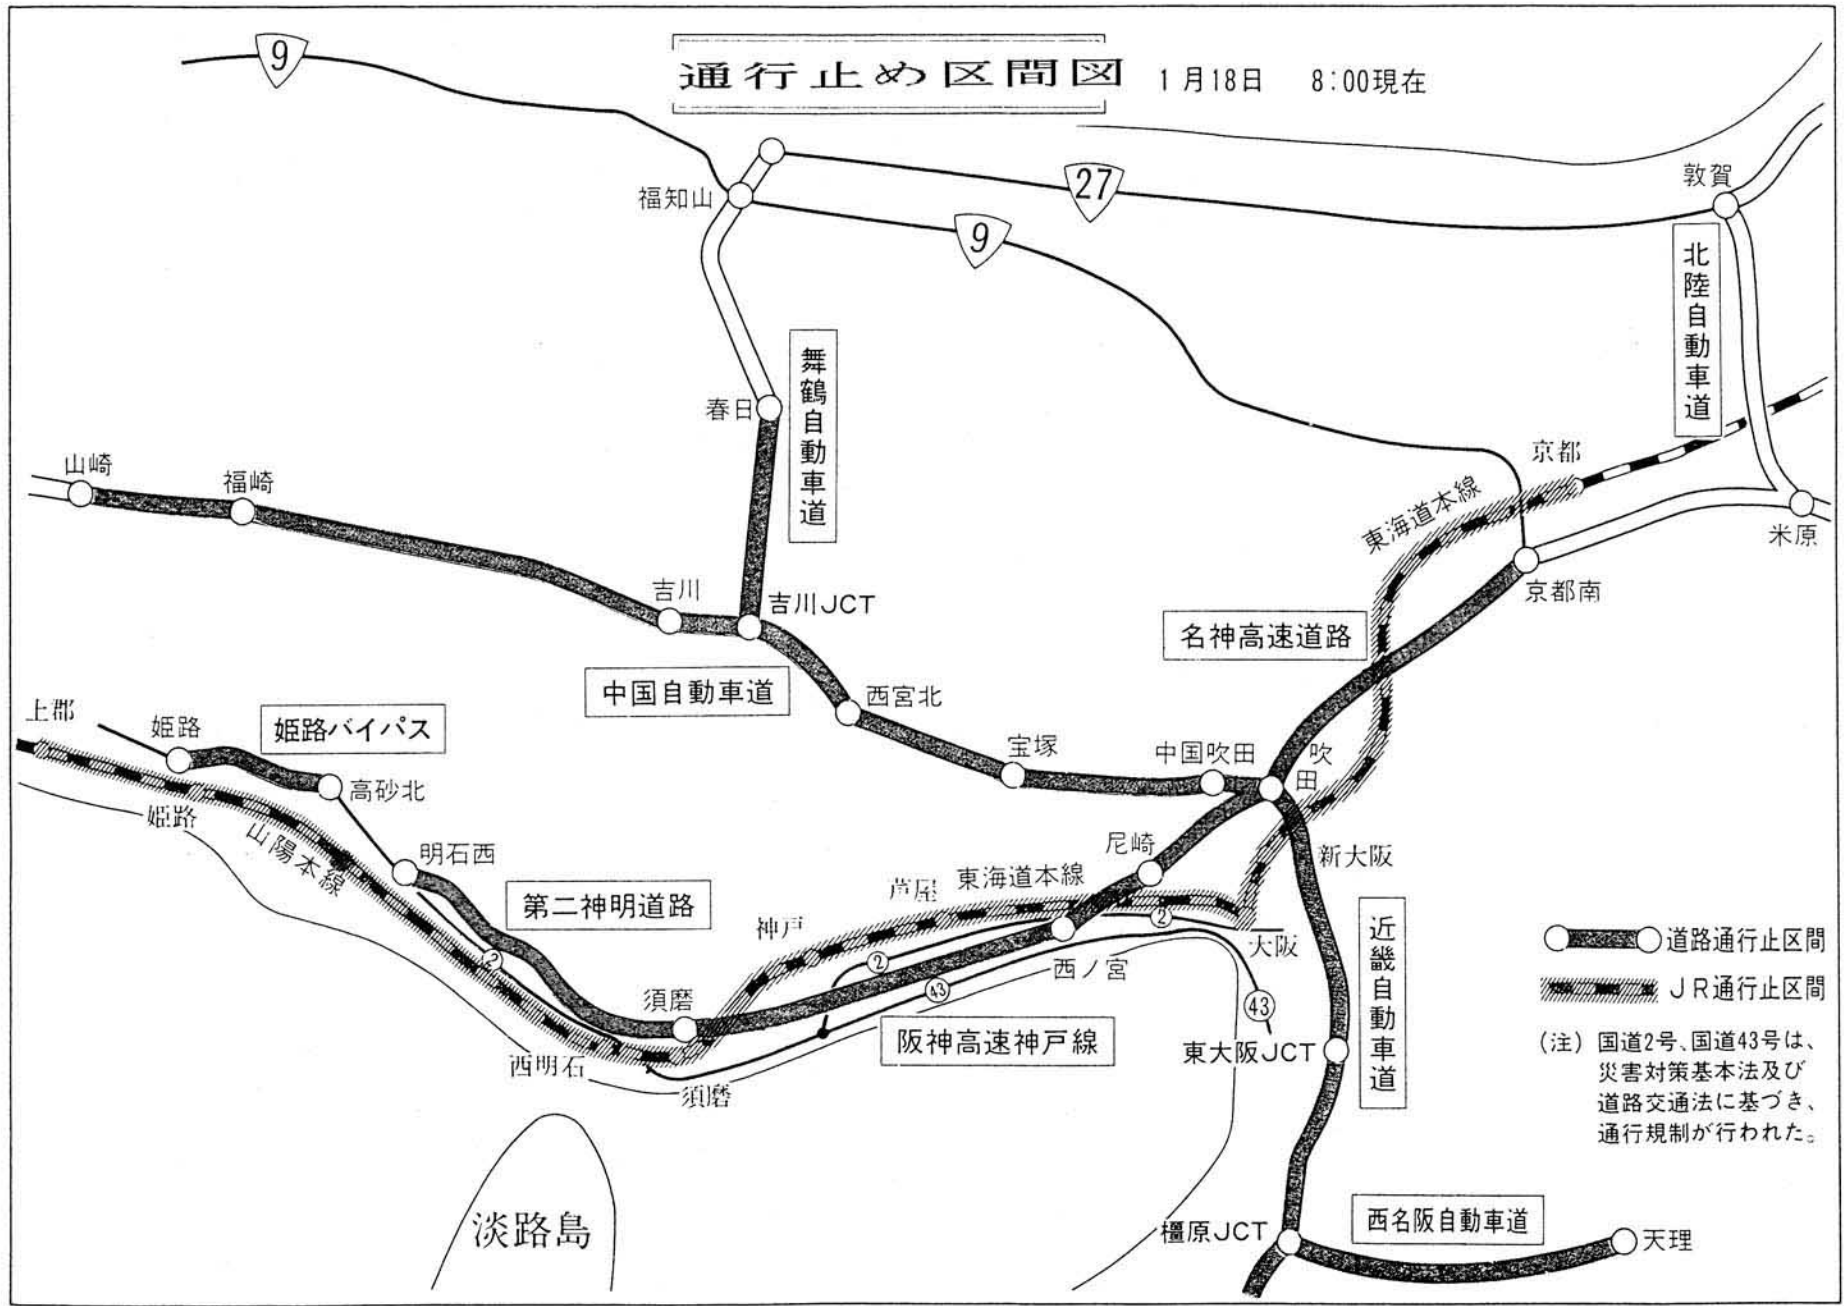 通行止め区間図
1月18日 8:00現在
9
27
9
福知山
敦賀
北陸自動車道
舞鶴自動車道
春日
山崎
福崎
京都
東海道本線
米原
京都南
吉川
吉川JCT
名神高速道路
中国自動車道
西宮北
上郡
姫路
姫路バイパス
高砂北
宝塚
中国吹田
吹田
姫路
山陽本線
明石西
尼崎
新大阪
第二神明道路
芦屋
東海道本線
神戸
2
2
2
大阪
西ノ宮
近畿自動車道
道路通行止区間
須磨
43
43
JR通行止区間
阪神高速神戸線
東大阪JCT
西明石
須磨
(注) 国道2号、国道43号は、
災害対策基本法及び
道路交通法に基づき、
通行規制が行われた。
淡路島
橿原JCT
西名阪自動車道
天理